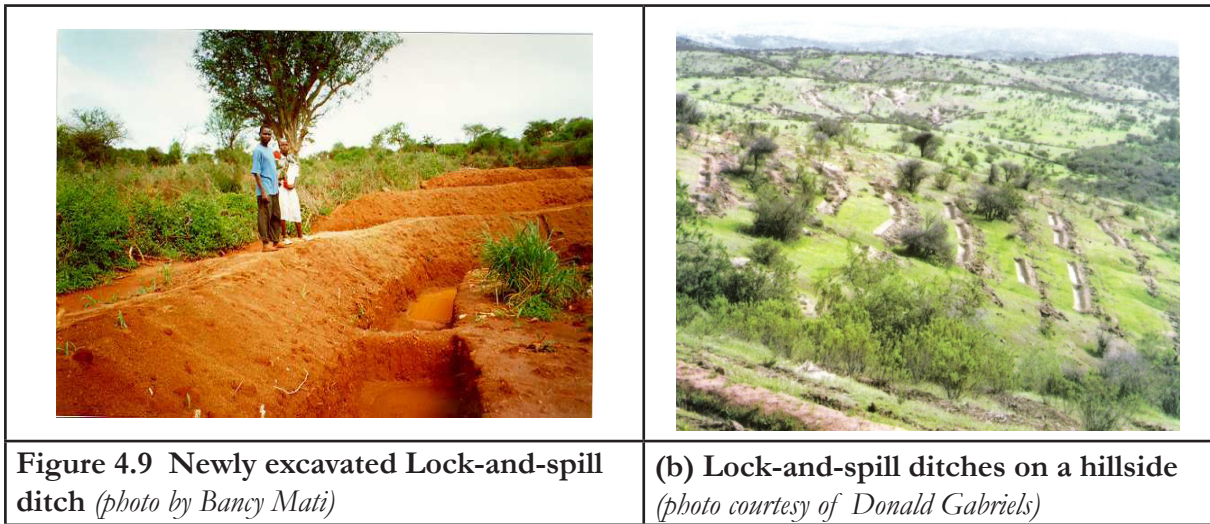 Figure 4.9 Newly excavated Lock-and-spill
ditch (photo by Bancy Mati)
(b) Lock-and-spill ditches on a hillside
(photo courtesy of Donald Gabriels)